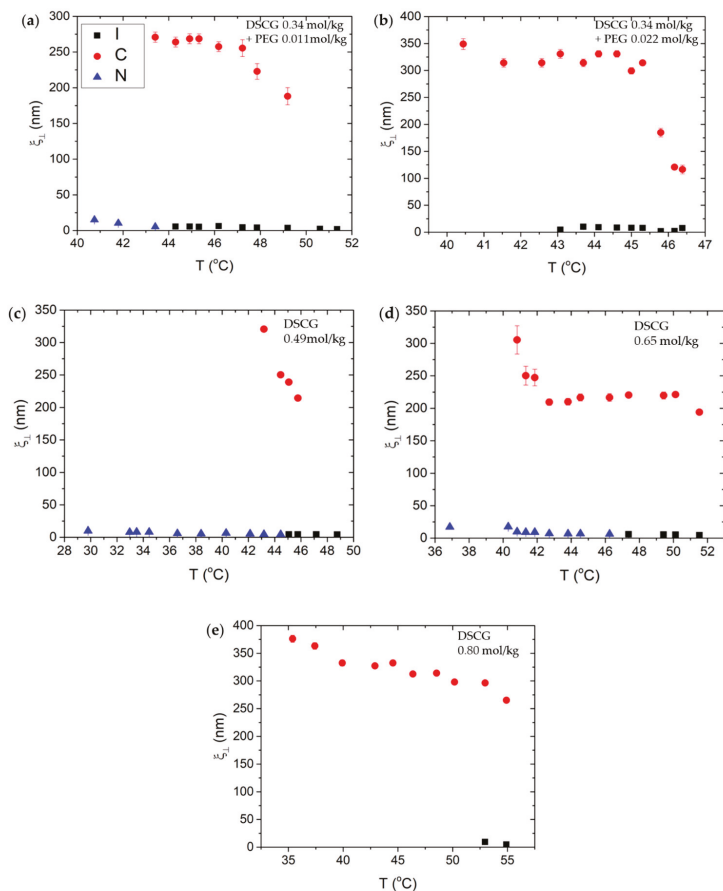 (a)
DSCG 0.34 mol/kg
+ PEG 0.011mol/kg
I
C
N
300
250
200
150
100
50
0
ξ⊥ (nm)
40 42 44 46 48 50
T (°C)
(b)
DSCG 0.34 mol/kg
+ PEG 0.022 mol/kg
400
350
300
250
200
150
100
50
0
ξ⊥ (nm)
40 41 42 43 44 45 46 47
T (°C)
(c)
DSCG
0.49mol/kg
350
300
250
200
150
100
50
0
ξ⊥ (nm)
28 30 32 34 36 38 40 42 44 46 48 50
T (°C)
(d)
DSCG
0.65 mol/kg
350
300
250
200
150
100
50
0
ξ⊥ (nm)
36 38 40 42 44 46 48 50 52
T (°C)
(e)
DSCG
0.80 mol/kg
400
350
300
250
200
150
100
50
0
ξ⊥ (nm)
35 40 45 50 55
T (°C)